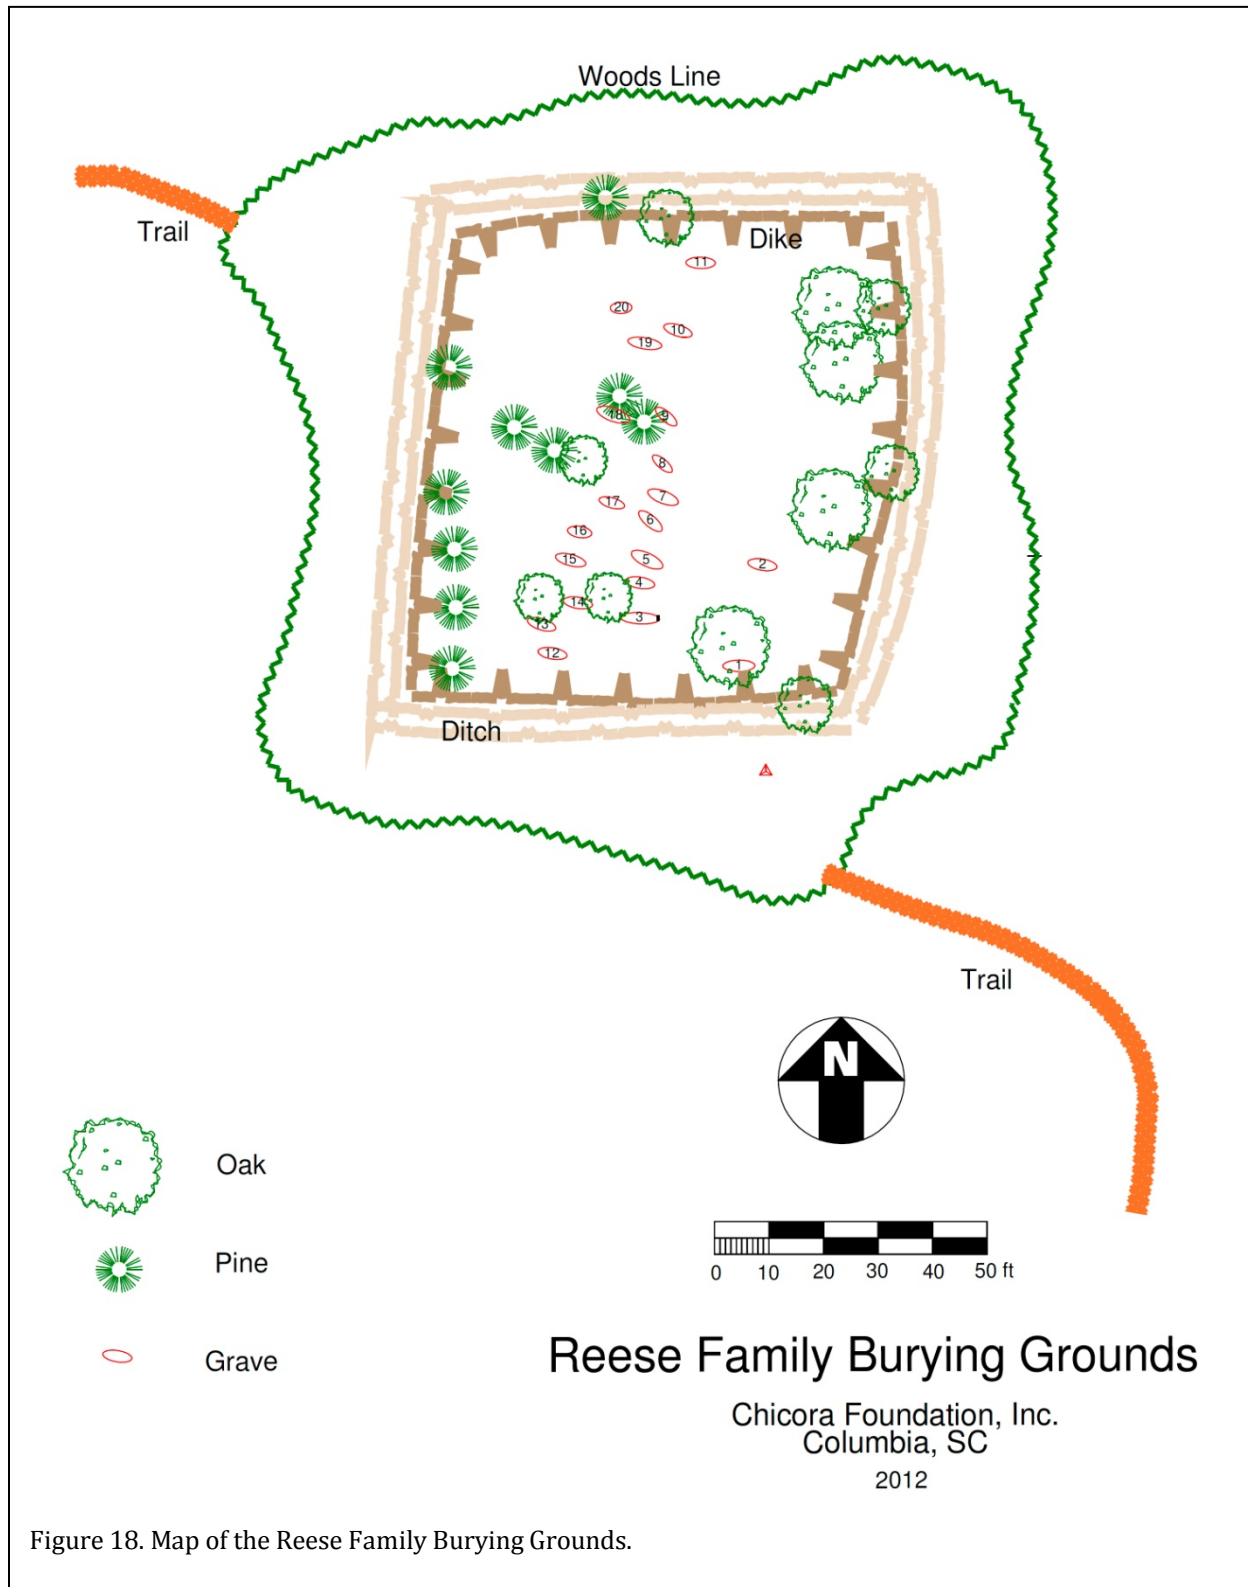 Woods Line
Trail
Dike
11
20
10
19
18
9
8
17
7
6
16
15
5
2
4
14
3
13
12
1
Ditch
Trail
N
Oak
Pine
Grave
0 10 20 30 40 50 ft
Reese Family Burying Grounds
Chicora Foundation, Inc.
Columbia, SC
2012
Figure 18. Map of the Reese Family Burying Grounds.